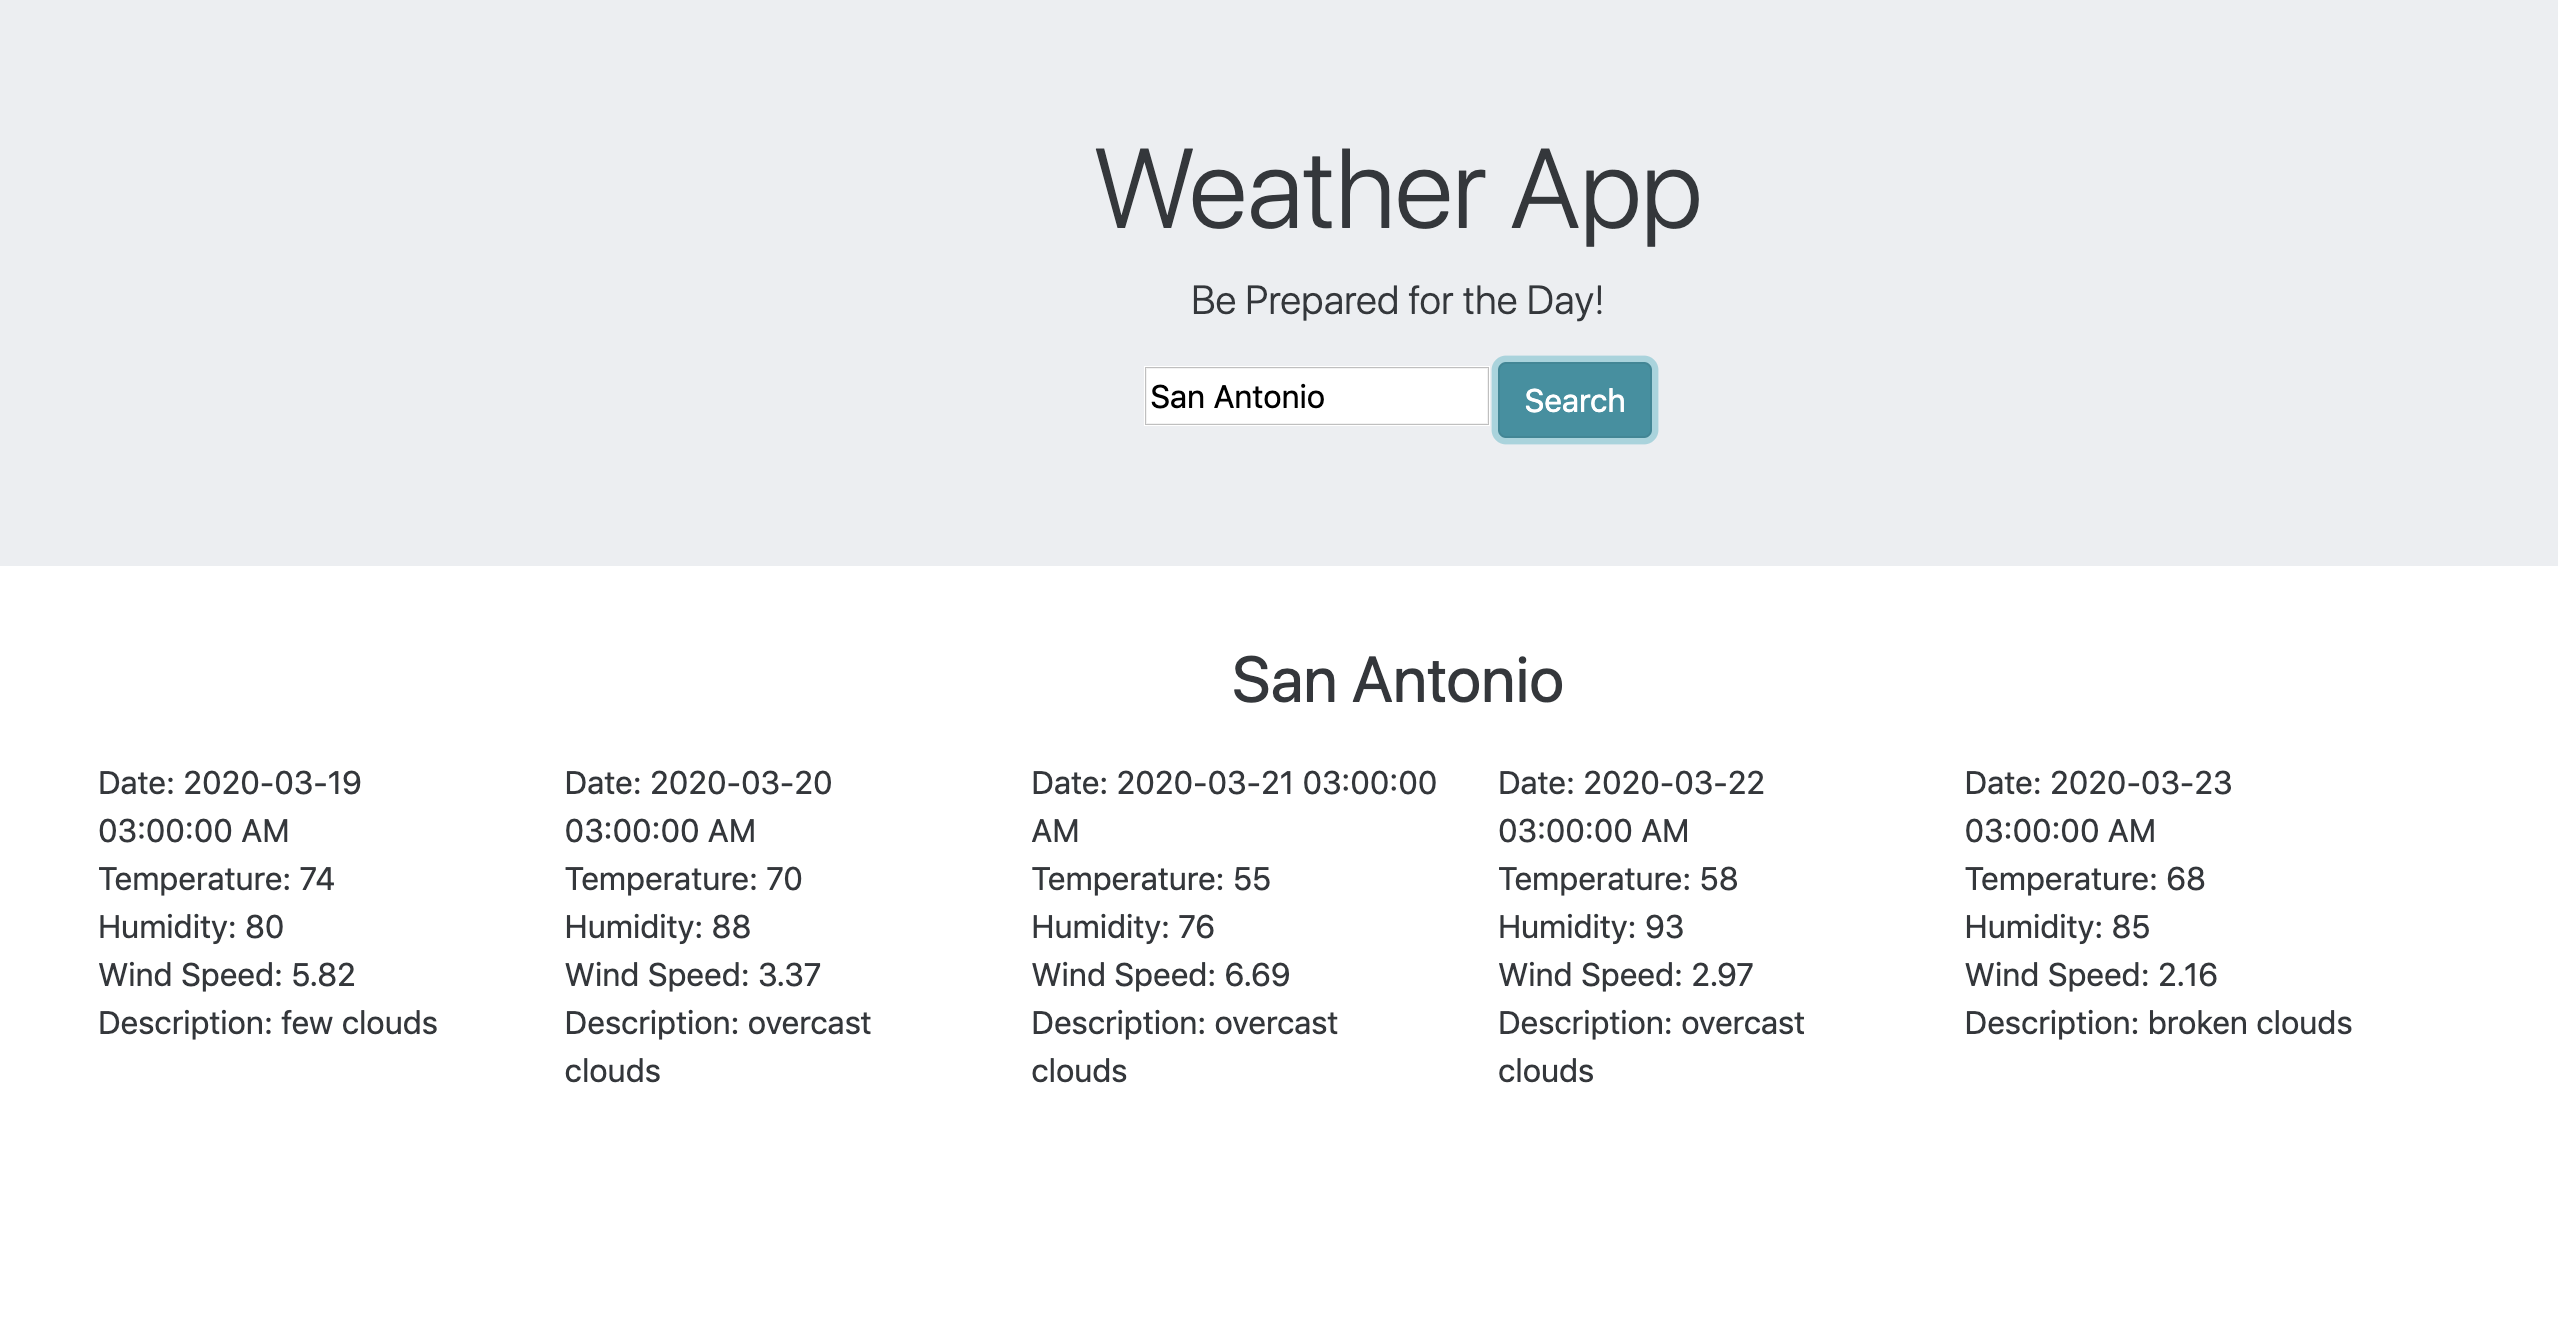 Weather App
Be Prepared for the Day!
San Antonio
Search
San Antonio
Date: 2020-03-19
03:00:00 AM
Temperature: 74
Humidity: 80
Wind Speed: 5.82
Description: few clouds
Date: 2020-03-20
03:00:00 AM
Temperature: 70
Humidity: 88
Wind Speed: 3.37
Description: overcast
clouds
Date: 2020-03-21 03:00:00
AM
Temperature: 55
Humidity: 76
Wind Speed: 6.69
Description: overcast
clouds
Date: 2020-03-22
03:00:00 AM
Temperature: 58
Humidity: 93
Wind Speed: 2.97
Description: overcast
clouds
Date: 2020-03-23
03:00:00 AM
Temperature: 68
Humidity: 85
Wind Speed: 2.16
Description: broken clouds